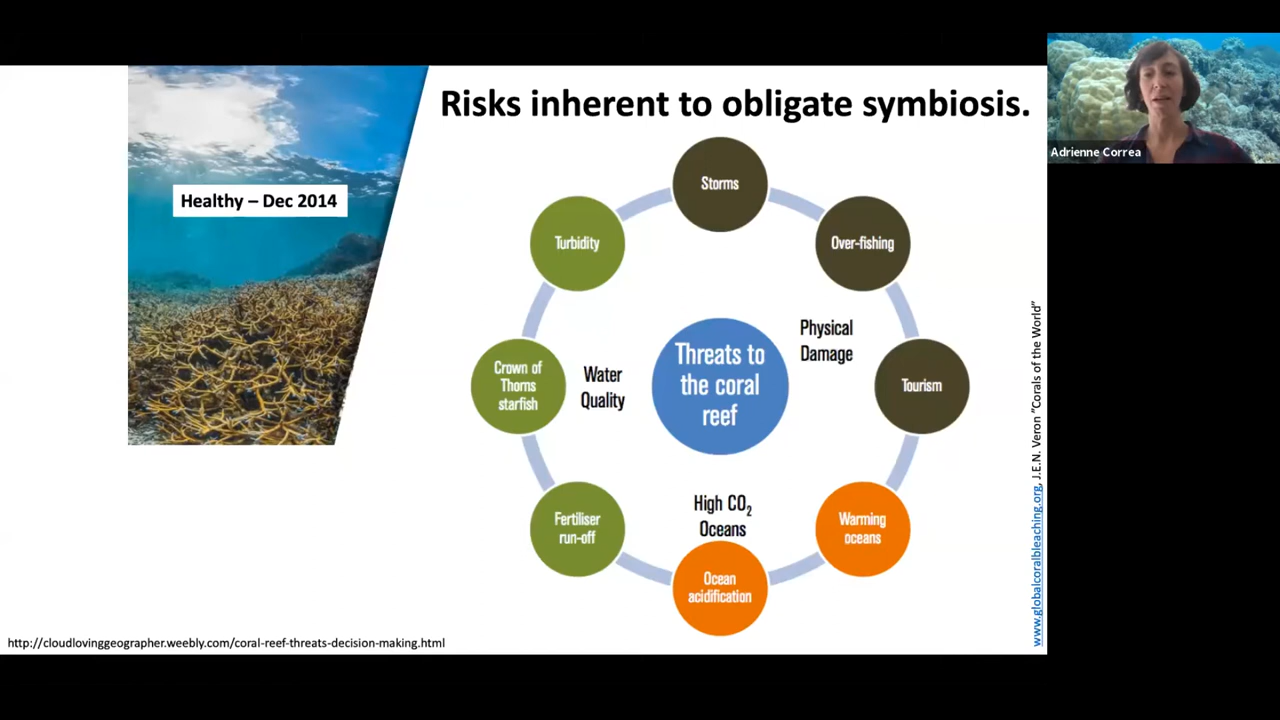 Risks inherent to obligate symbiosis.
Adrienne Correa
Healthy – Dec 2014
Storms
Turbidity
Over-fishing
Physical
Damage
Threats to
the coral
reef
Water
Quality
Crown of
Thorns
starfish
Tourism
High CO₂
Oceans
Fertiliser
run-off
Warming
oceans
Ocean
acidification
www.globalcoralbleaching.org, J.E.N. Veron "Corals of the World"
http://cloudlovinggeographer.weebly.com/coral-reef-threats-decision-making.html